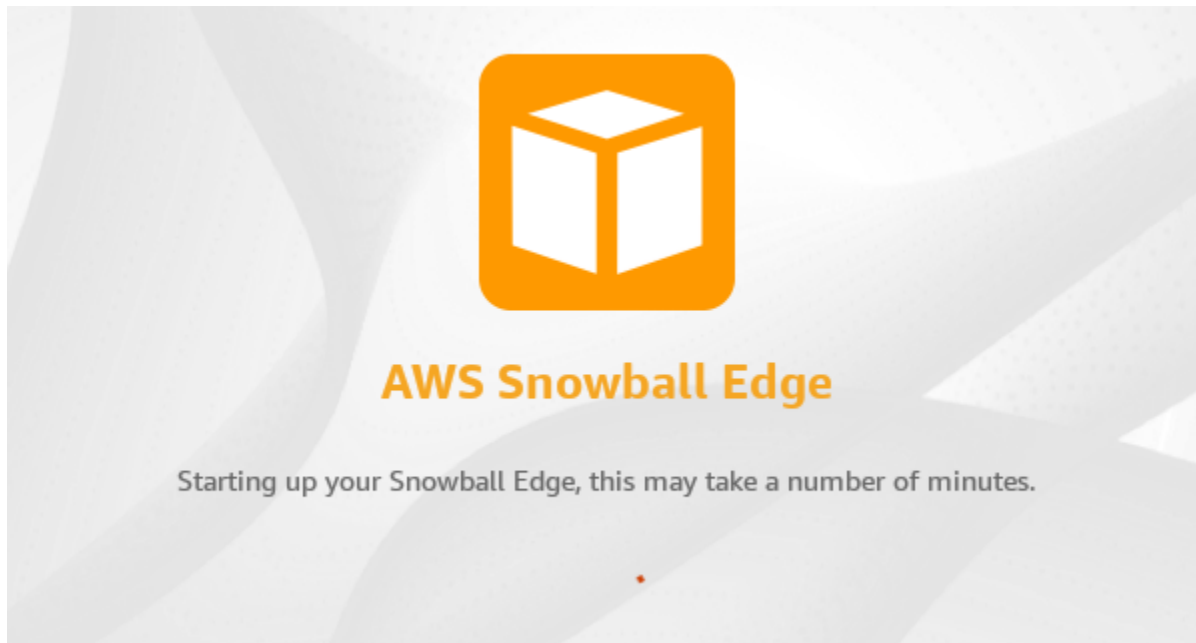 AWS Snowball Edge
Starting up your Snowball Edge, this may take a number of minutes.